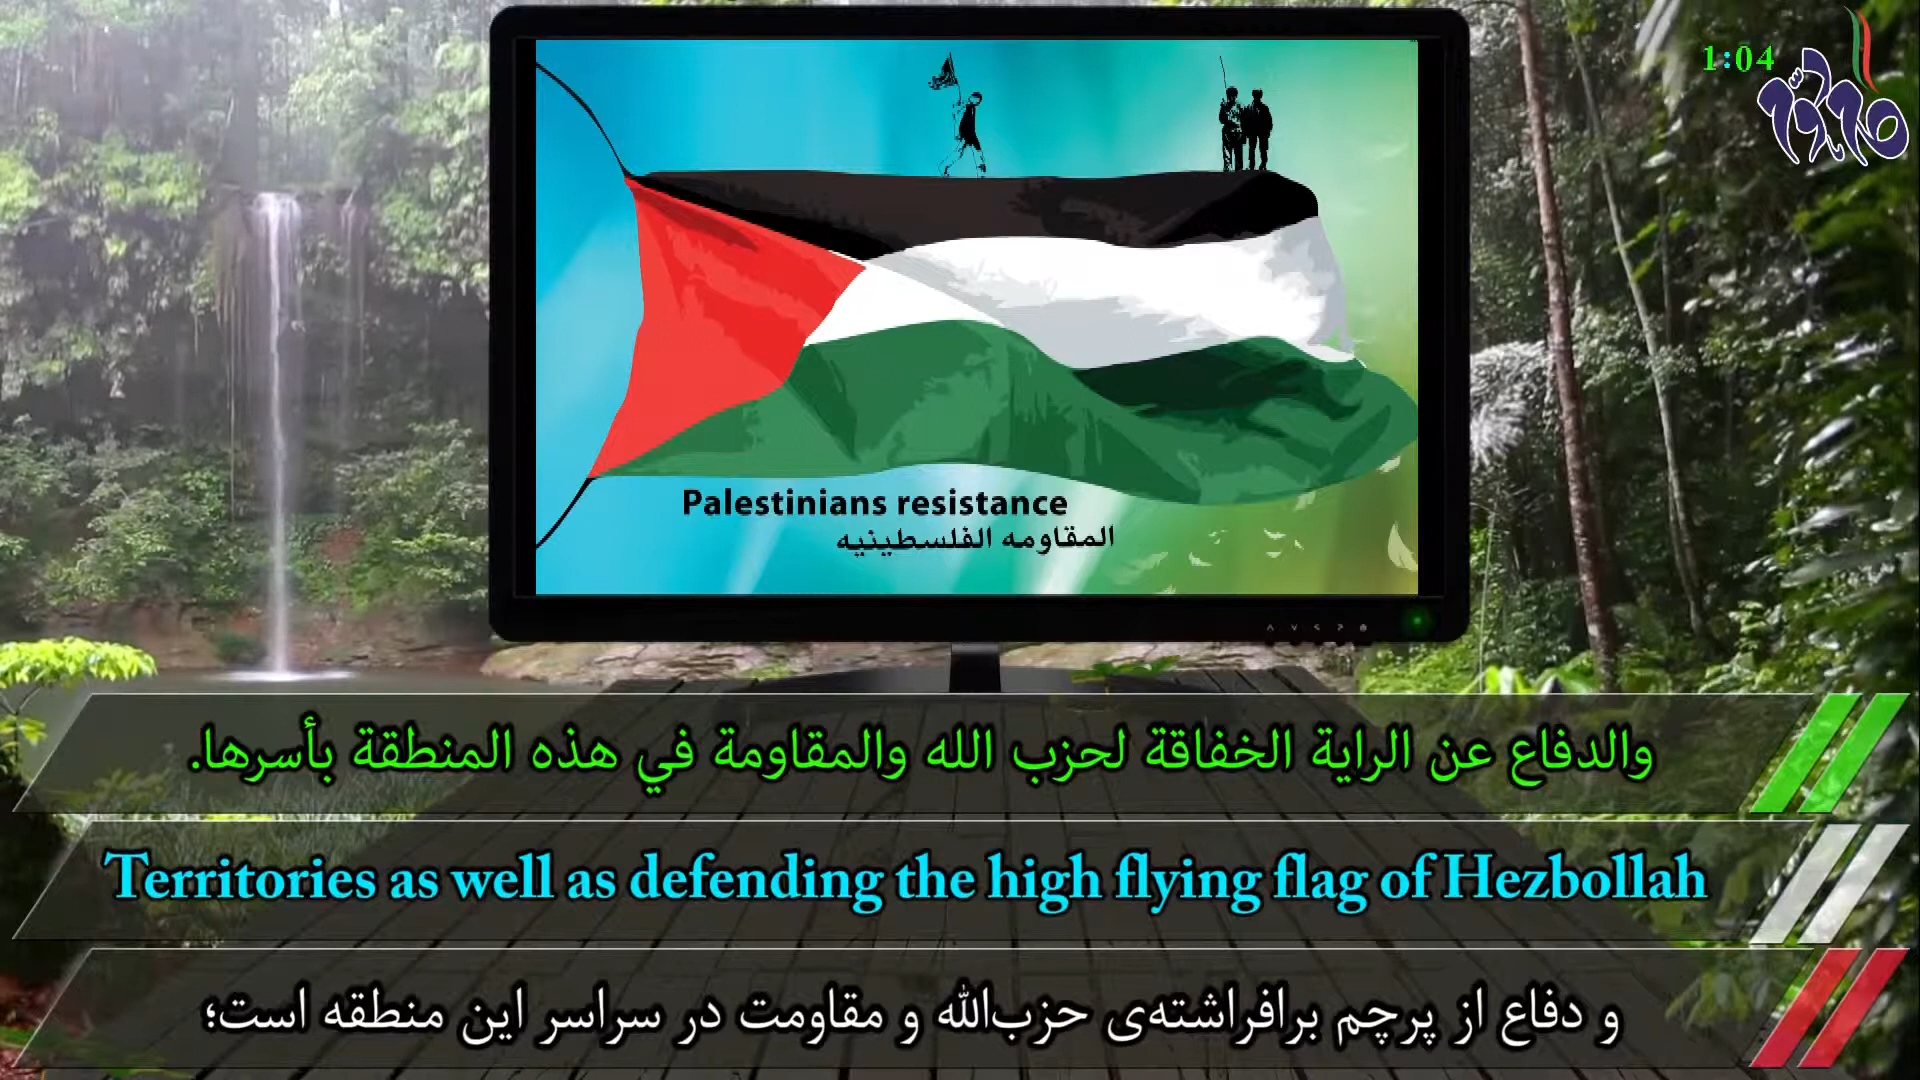 1:04
Palestinians resistance
المقاومه الفلسطينيه
والدفاع عن الراية الخفاقة لحزب الله والمقاومة في هذه المنطقة بأسرها.
Territories as well as defending the high flying flag of Hezbollah
و دفاع از پرچم برافراشته‌ی حزب‌الله و مقاومت در سراسر این منطقه است؛